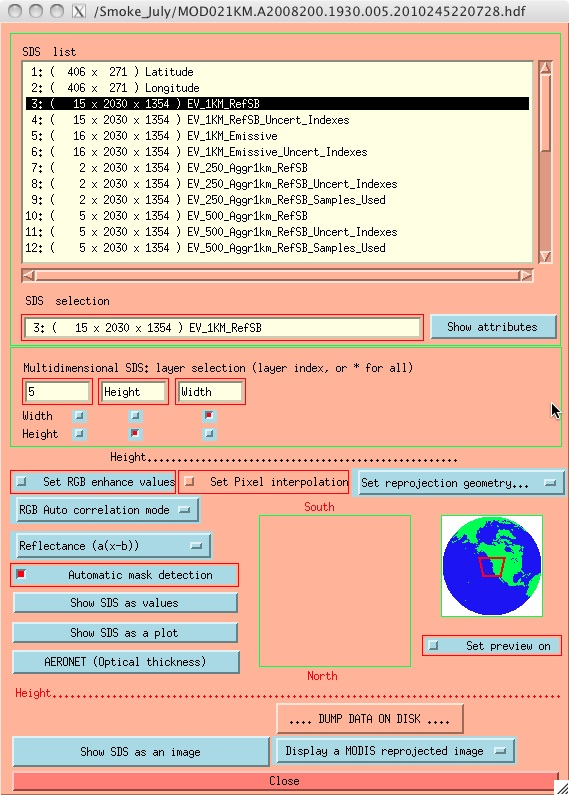 X /Smoke_July/MOD021KM.A2008200.1930.005.2010245220728.hdf
SDS list
1: ( 406 x 271 ) Latitude
2: ( 406 x 271 ) Longitude
3: ( 15 x 2030 x 1354 ) EV_1KM_RefSB
4: ( 15 x 2030 x 1354 ) EV_1KM_RefSB_Uncert_Indexes
5: ( 16 x 2030 x 1354 ) EV_1KM_Emissive
6: ( 16 x 2030 x 1354 ) EV_1KM_Emissive_Uncert_Indexes
7: ( 2 x 2030 x 1354 ) EV_250_Aggr1km_RefSB
8: ( 2 x 2030 x 1354 ) EV_250_Aggr1km_RefSB_Uncert_Indexes
9: ( 2 x 2030 x 1354 ) EV_250_Aggr1km_RefSB_Samples_Used
10: ( 5 x 2030 x 1354 ) EV_500_Aggr1km_RefSB
11: ( 5 x 2030 x 1354 ) EV_500_Aggr1km_RefSB_Uncert_Indexes
12: ( 5 x 2030 x 1354 ) EV_500_Aggr1km_RefSB_Samples_Used
SDS selection
3: ( 15 x 2030 x 1354 ) EV_1KM_RefSB Show attributes
Multidimensional SDS: layer selection (layer index, or * for all)
5 Height Width
Width
Height
Height..............................................
Set RGB enhance values Set Pixel interpolation Set reprojection geometry...
RGB Auto correlation mode South
Reflectance (a(x-b))
Automatic mask detection
Show SDS as values
Show SDS as a plot
Set preview on
AERONET (Optical thickness)
North
Height........................................................................
.... DUMP DATA ON DISK ....
Show SDS as an image Display a MODIS reprojected image
Close